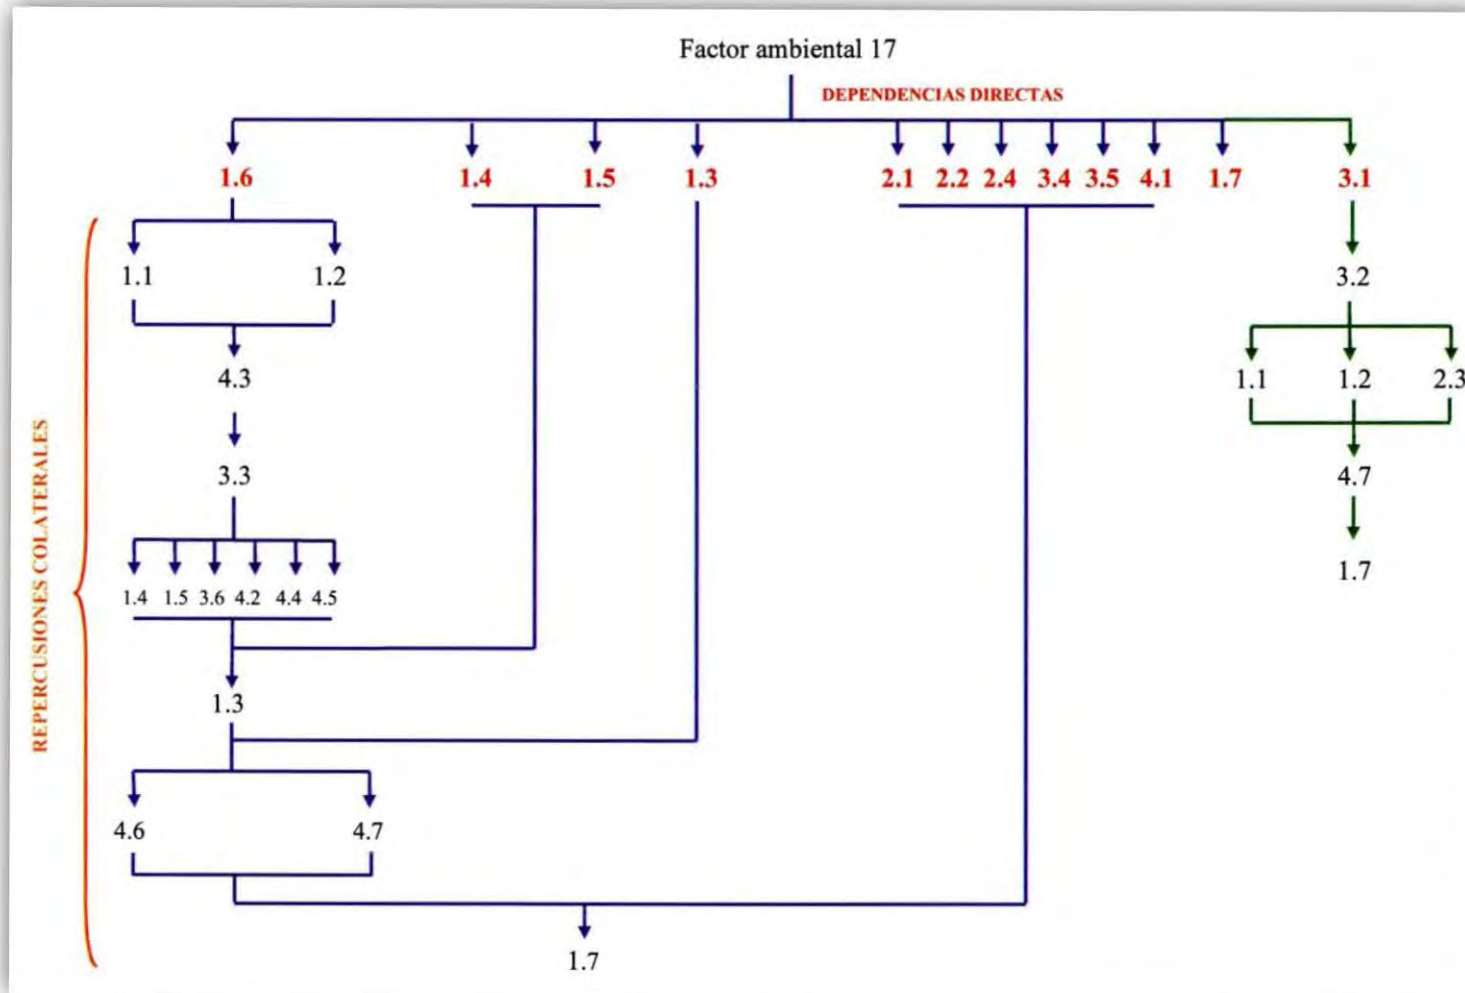 Factor ambiental 17
DEPENDENCIAS DIRECTAS
1.6 1.4 1.5 1.3 2.1 2.2 2.4 3.4 3.5 4.1 1.7 3.1
REPERCUSIONES COLATERALES
1.1 1.2 3.2
4.3 1.1 1.2 2.3
3.3 4.7
1.4 1.5 3.6 4.2 4.4 4.5 1.7
1.3
4.6 4.7
1.7